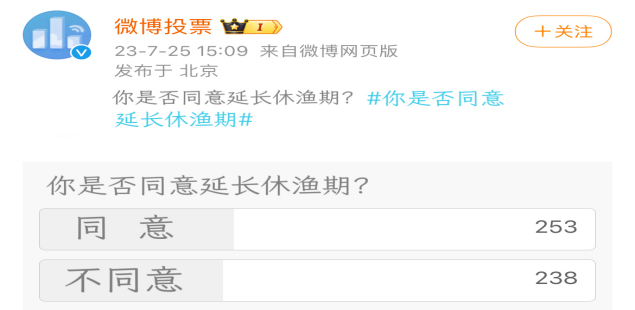 微博投票 I
+关注
23-7-25 15:09 来自微博网页版
发布于 北京
你是否同意延长休渔期? #你是否同意
延长休渔期#
你是否同意延长休渔期?
同 意 253
不同意 238